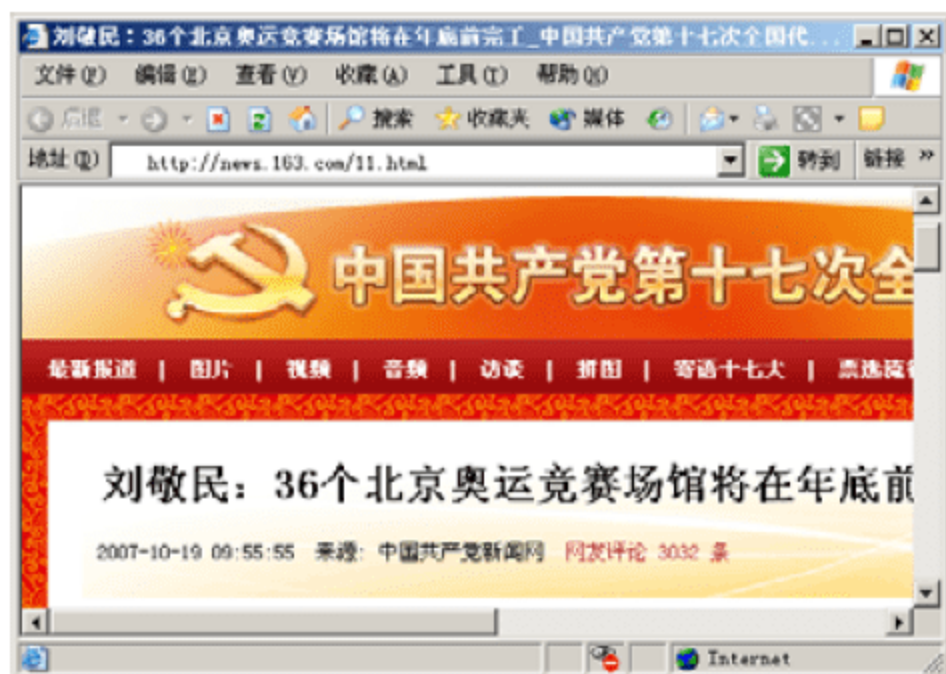 刘敬民：36个北京奥运竞赛场馆将在年底前完工_中国共产党第十七次全国代...
文件(F) 编辑(E) 查看(V) 收藏(A) 工具(T) 帮助(H)
后退 搜索 收藏夹 媒体
地址(D) http://news.163.com/11.html 转到 链接 »
中国共产党第十七次全
最新报道 | 图片 | 视频 | 音频 | 访谈 | 拼图 | 寄语十七大 |
刘敬民：36个北京奥运竞赛场馆将在年底前
2007-10-19 09:55:55 来源：中国共产党新闻网 网友评论 3032 条
Internet